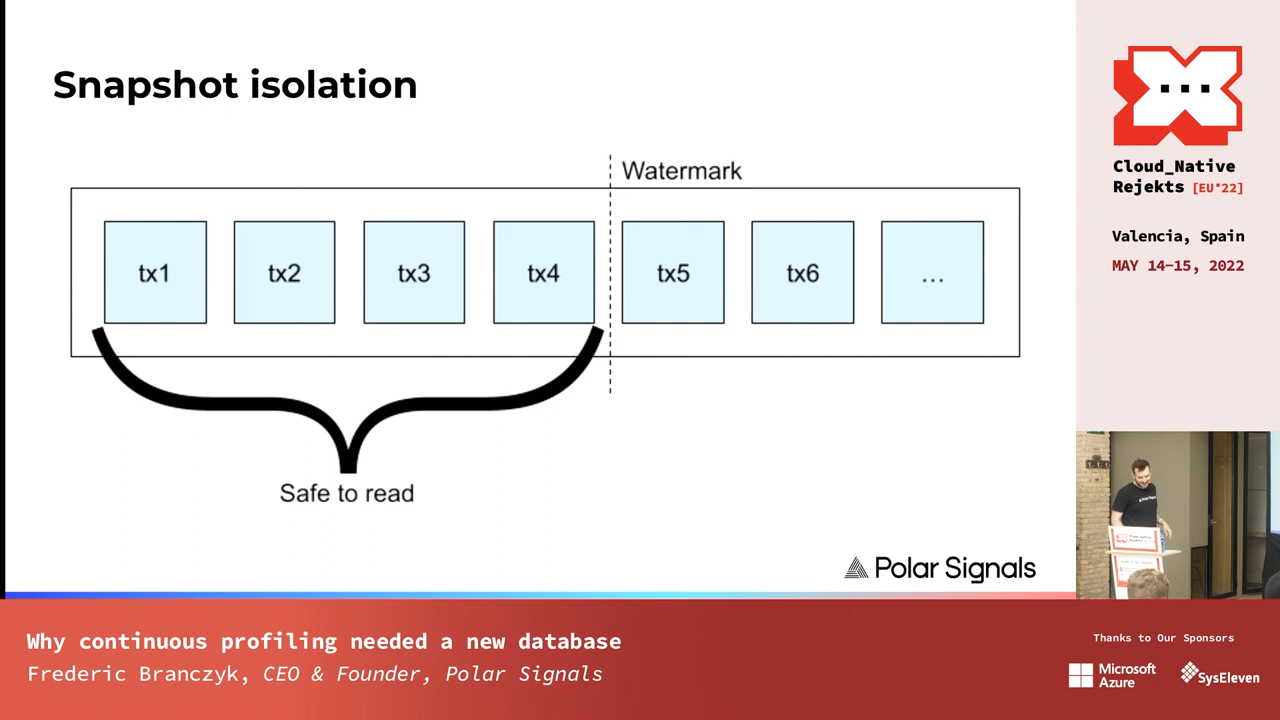 Snapshot isolation
Watermark
tx1
tx2
tx3
tx4
tx5
tx6
...
Safe to read
Polar Signals
Cloud_Native
Rejekts [EU*22]
Valencia, Spain
MAY 14-15, 2022
Why continuous profiling needed a new database
Frederic Branczyk, CEO & Founder, Polar Signals
Thanks to Our Sponsors
Microsoft
Azure
SysEleven